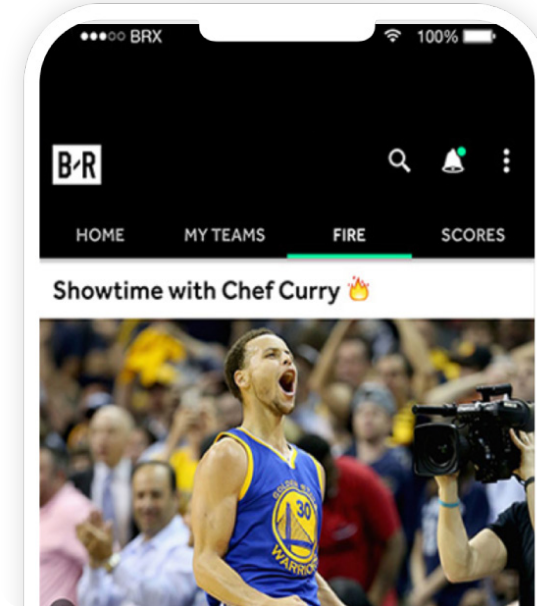 BRX 100%
B/R
HOME MY TEAMS FIRE SCORES
Showtime with Chef Curry 🔥
GOLDEN STATE
30
WARRIORS